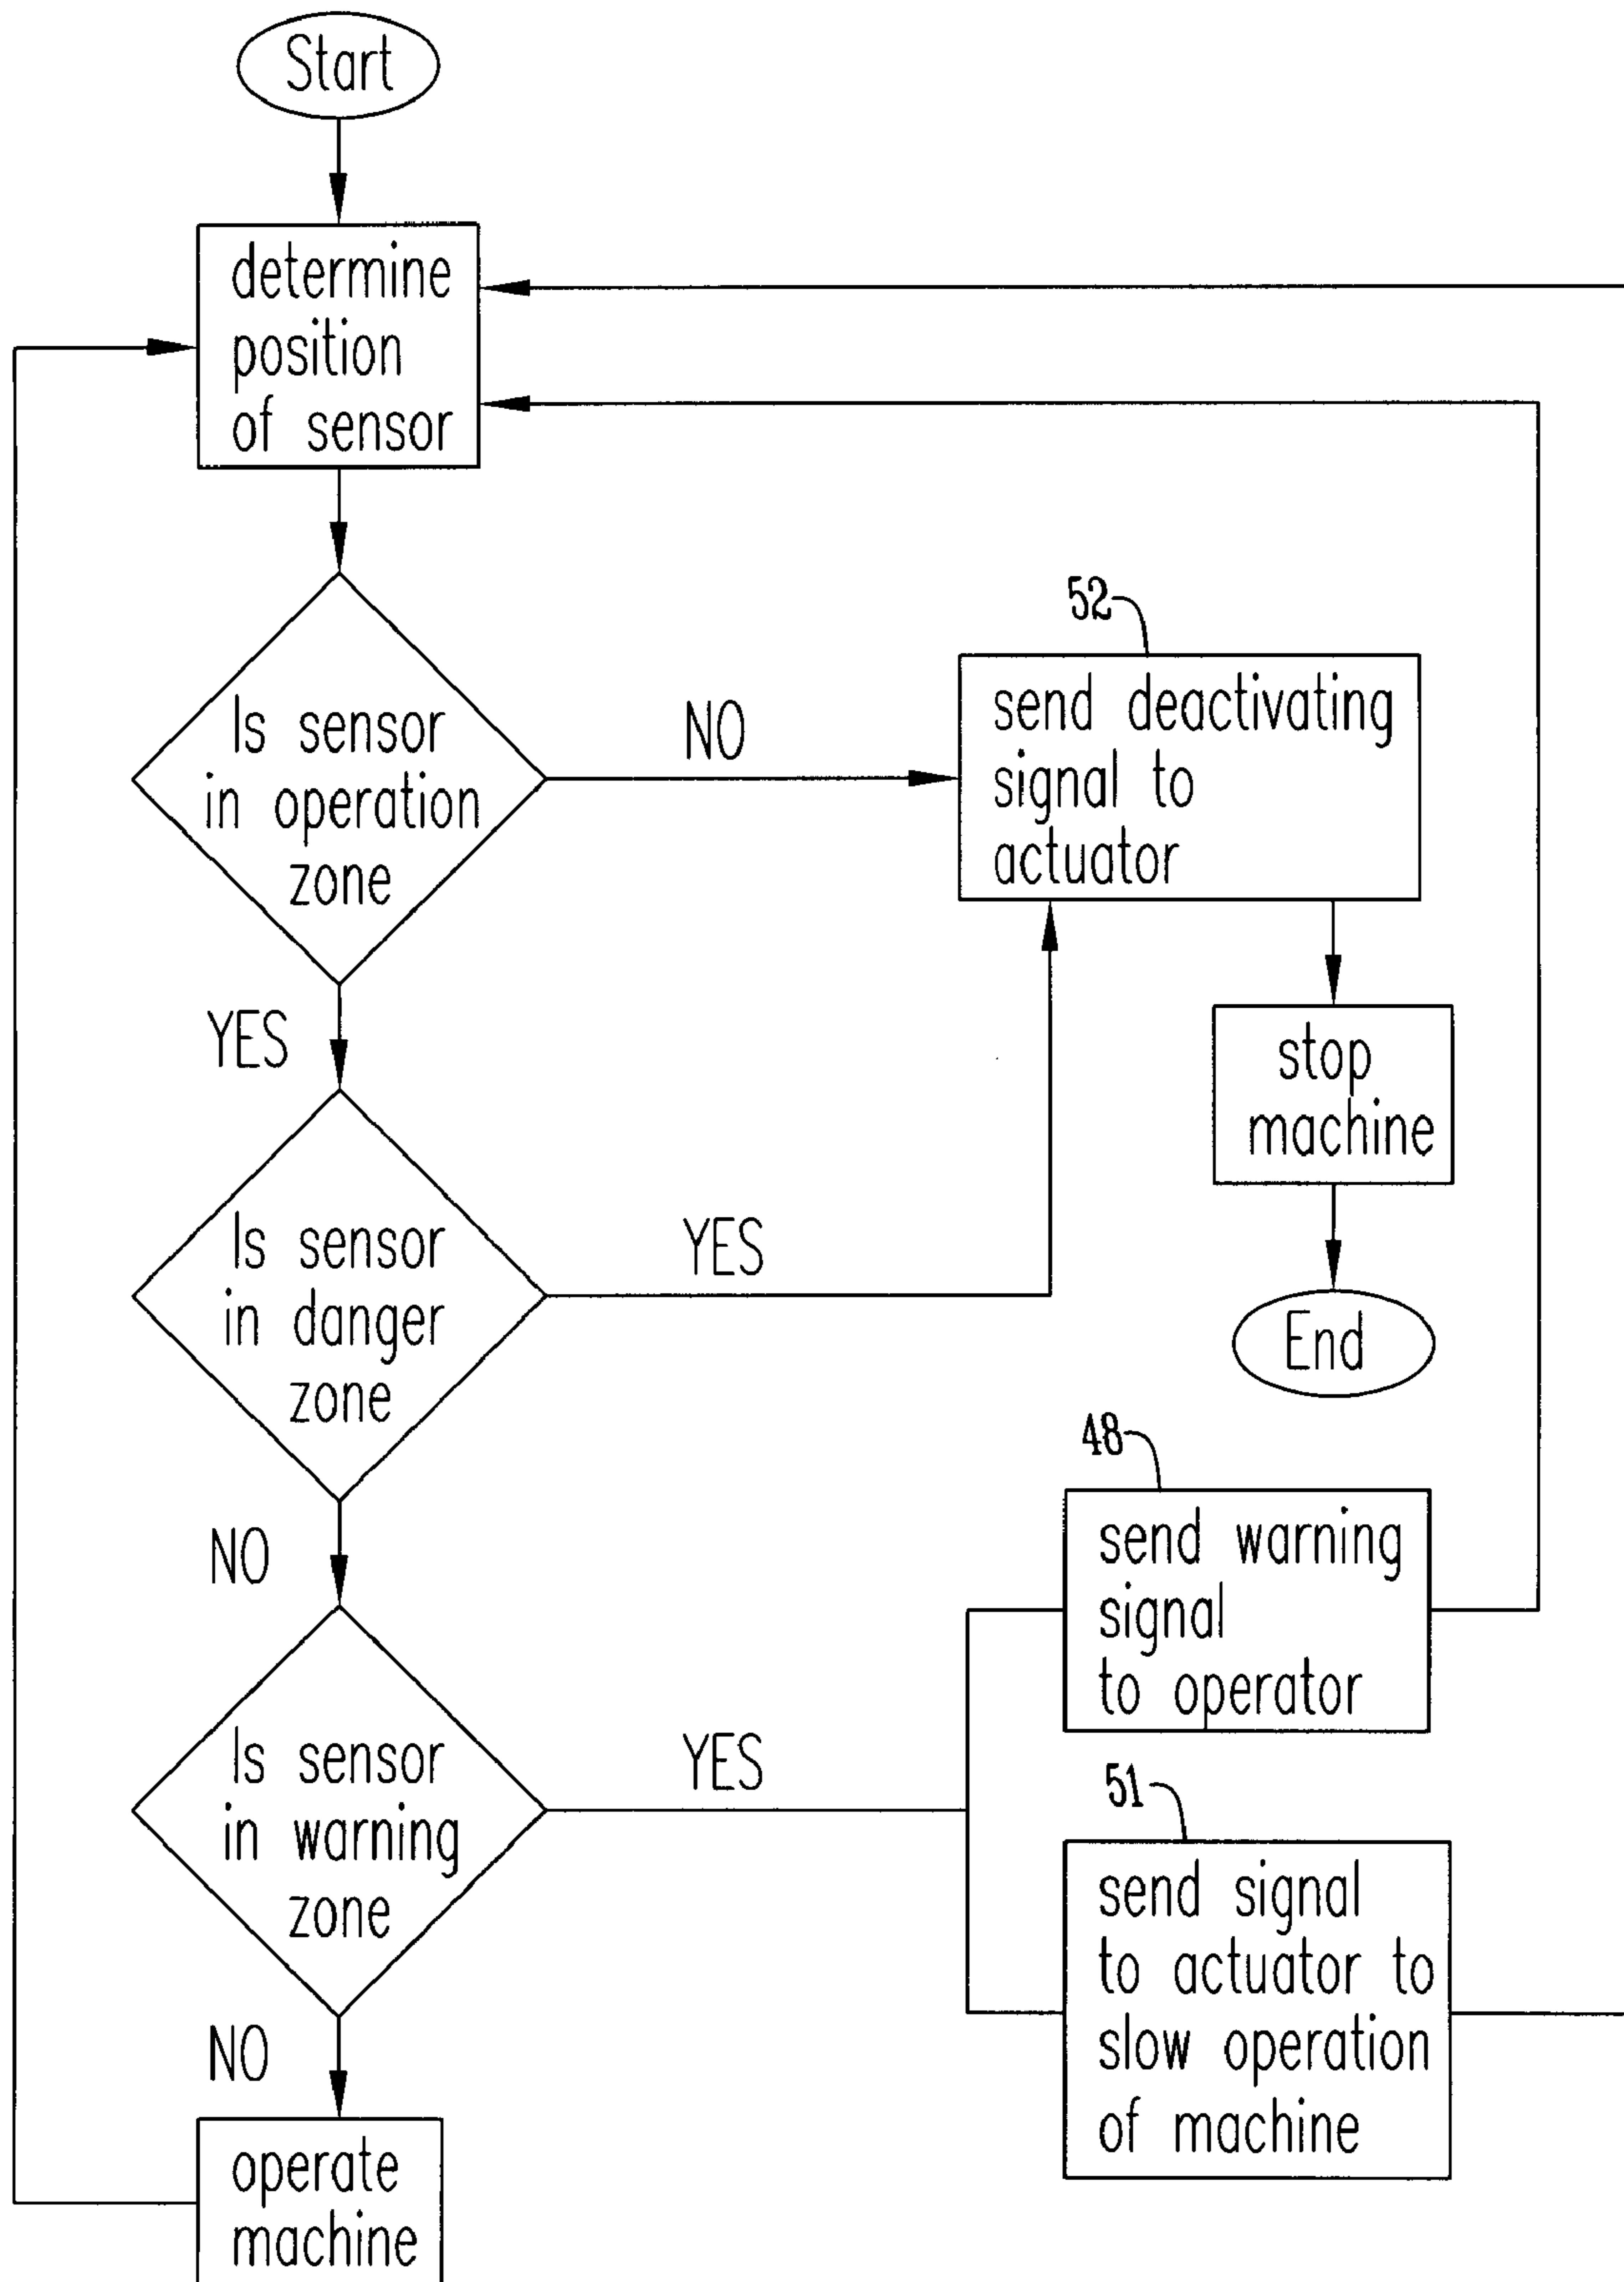 Start
determine
position
of sensor
Is sensor
in operation
zone
NO
52
send deactivating
signal to
actuator
YES
stop
machine
End
Is sensor
in danger
zone
YES
NO
48
send warning
signal
to operator
Is sensor
in warning
zone
YES
51
send signal
to actuator to
slow operation
of machine
NO
operate
machine